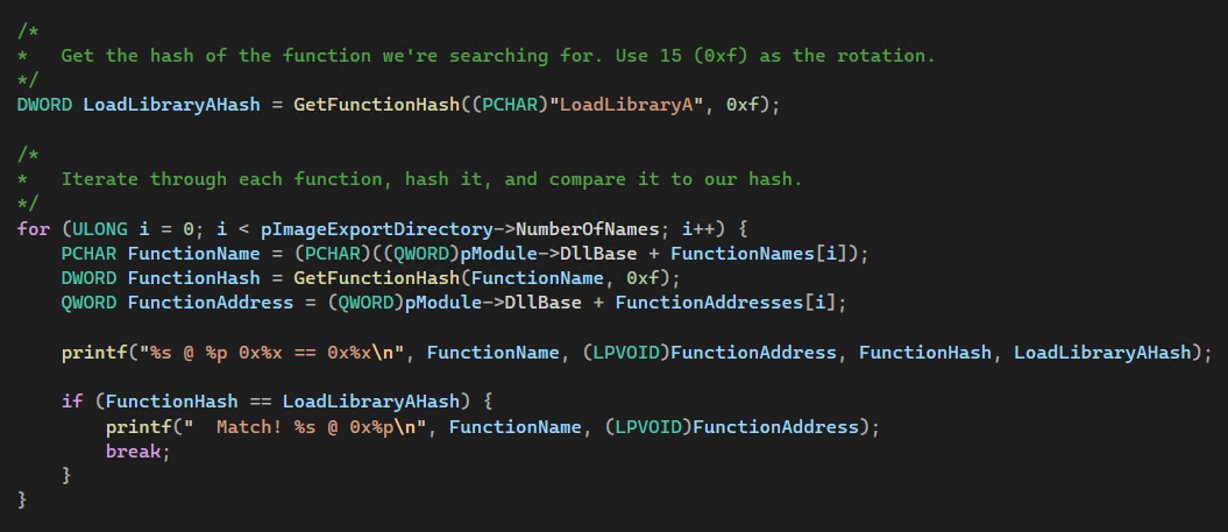 /*
*   Get the hash of the function we're searching for. Use 15 (0xf) as the rotation.
*/
DWORD LoadLibraryAHash = GetFunctionHash((PCHAR)"LoadLibraryA", 0xf);
/*
*   Iterate through each function, hash it, and compare it to our hash.
*/
for (ULONG i = 0; i < pImageExportDirectory->NumberOfNames; i++) {
    PCHAR FunctionName = (PCHAR)((QWORD)pModule->DllBase + FunctionNames[i]);
    DWORD FunctionHash = GetFunctionHash(FunctionName, 0xf);
    QWORD FunctionAddress = (QWORD)pModule->DllBase + FunctionAddresses[i];
    printf("%s @ %p 0x%x == 0x%x\n", FunctionName, (LPVOID)FunctionAddress, FunctionHash, LoadLibraryAHash);
    if (FunctionHash == LoadLibraryAHash) {
        printf("  Match! %s @ 0x%p\n", FunctionName, (LPVOID)FunctionAddress);
        break;
    }
}